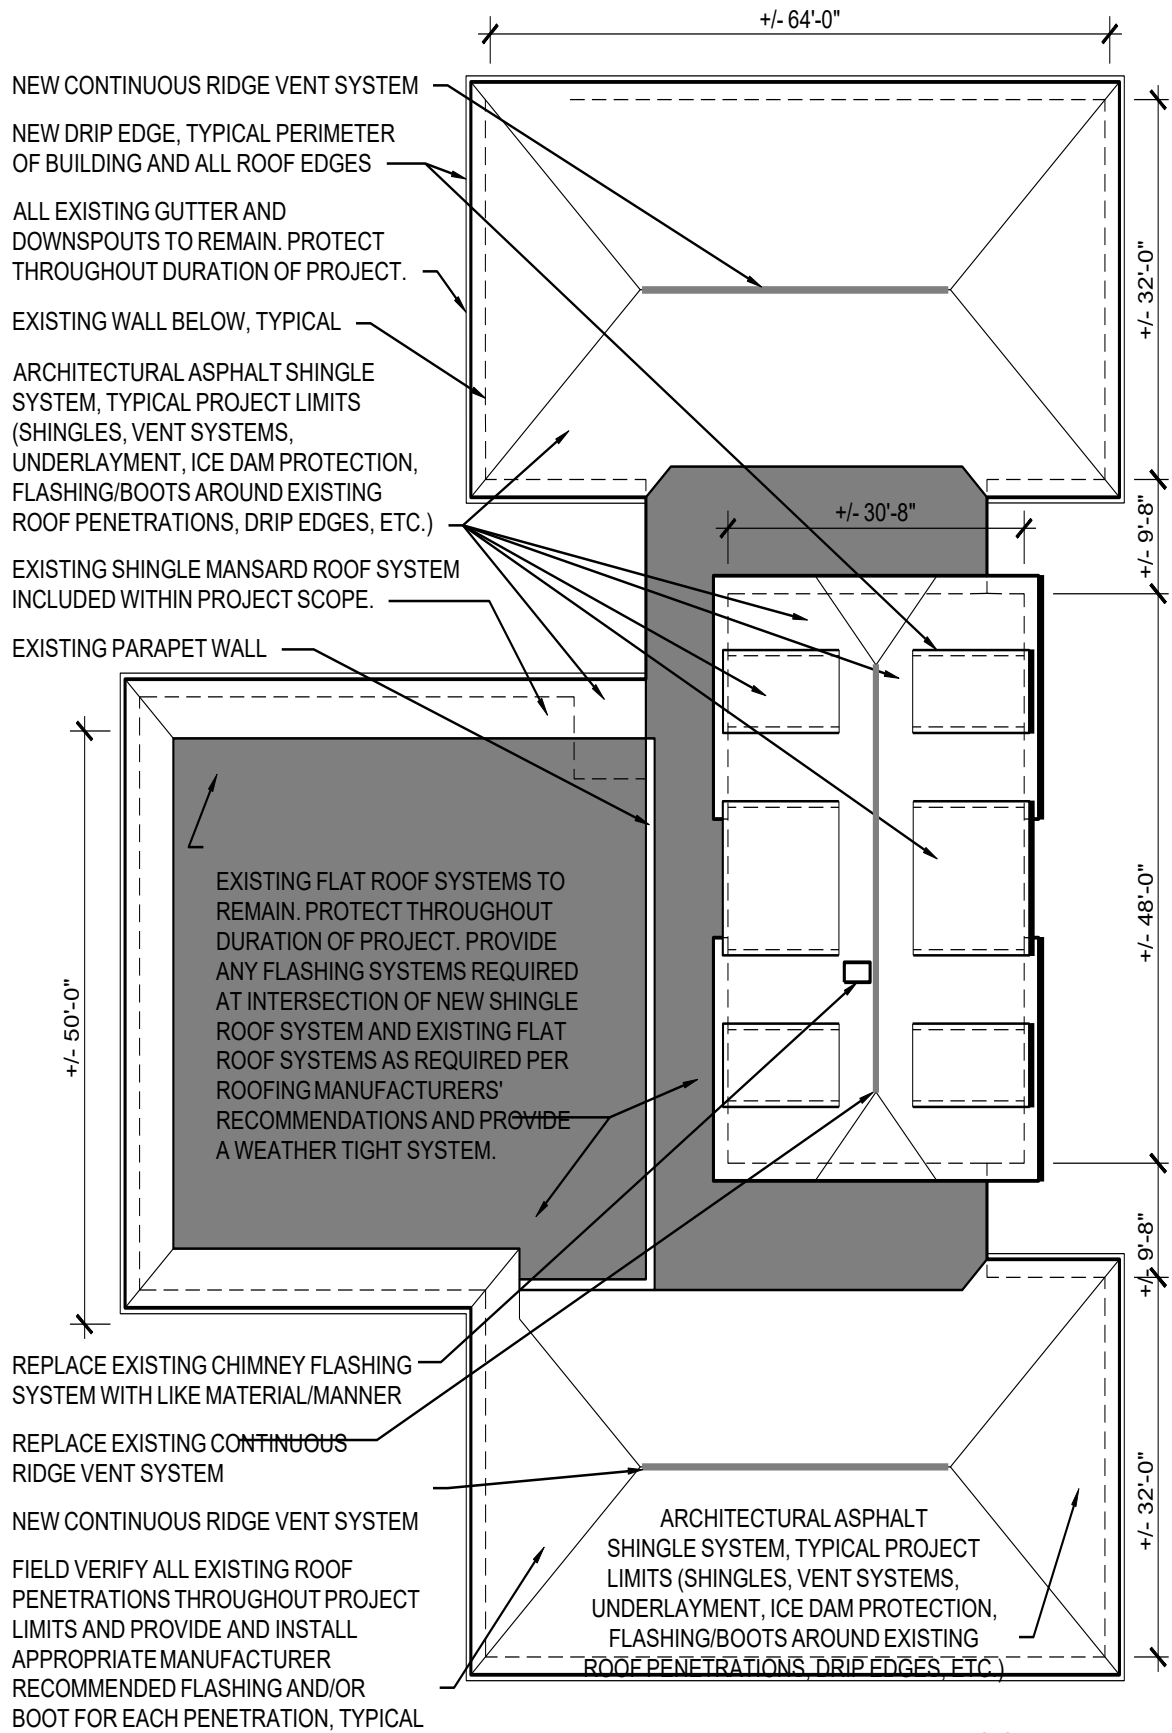 +/- 64'-0"
NEW CONTINUOUS RIDGE VENT SYSTEM
NEW DRIP EDGE, TYPICAL PERIMETER
OF BUILDING AND ALL ROOF EDGES
ALL EXISTING GUTTER AND
DOWNSPOUTS TO REMAIN. PROTECT
THROUGHOUT DURATION OF PROJECT.
EXISTING WALL BELOW, TYPICAL
ARCHITECTURAL ASPHALT SHINGLE
SYSTEM, TYPICAL PROJECT LIMITS
(SHINGLES, VENT SYSTEMS,
UNDERLAYMENT, ICE DAM PROTECTION,
FLASHING/BOOTS AROUND EXISTING
ROOF PENETRATIONS, DRIP EDGES, ETC.)
EXISTING SHINGLE MANSARD ROOF SYSTEM
INCLUDED WITHIN PROJECT SCOPE.
EXISTING PARAPET WALL
+/- 32'-0"
+/- 30'-8"
+/- 9'-8"
+/- 48'-0"
+/- 50'-0"
EXISTING FLAT ROOF SYSTEMS TO
REMAIN. PROTECT THROUGHOUT
DURATION OF PROJECT. PROVIDE
ANY FLASHING SYSTEMS REQUIRED
AT INTERSECTION OF NEW SHINGLE
ROOF SYSTEM AND EXISTING FLAT
ROOF SYSTEMS AS REQUIRED PER
ROOFING MANUFACTURERS'
RECOMMENDATIONS AND PROVIDE
A WEATHER TIGHT SYSTEM.
+/- 9'-8"
REPLACE EXISTING CHIMNEY FLASHING
SYSTEM WITH LIKE MATERIAL/MANNER
REPLACE EXISTING CONTINUOUS
RIDGE VENT SYSTEM
NEW CONTINUOUS RIDGE VENT SYSTEM
FIELD VERIFY ALL EXISTING ROOF
PENETRATIONS THROUGHOUT PROJECT
LIMITS AND PROVIDE AND INSTALL
APPROPRIATE MANUFACTURER
RECOMMENDED FLASHING AND/OR
BOOT FOR EACH PENETRATION, TYPICAL
ARCHITECTURAL ASPHALT
SHINGLE SYSTEM, TYPICAL PROJECT
LIMITS (SHINGLES, VENT SYSTEMS,
UNDERLAYMENT, ICE DAM PROTECTION,
FLASHING/BOOTS AROUND EXISTING
ROOF PENETRATIONS, DRIP EDGES, ETC.)
+/- 32'-0"